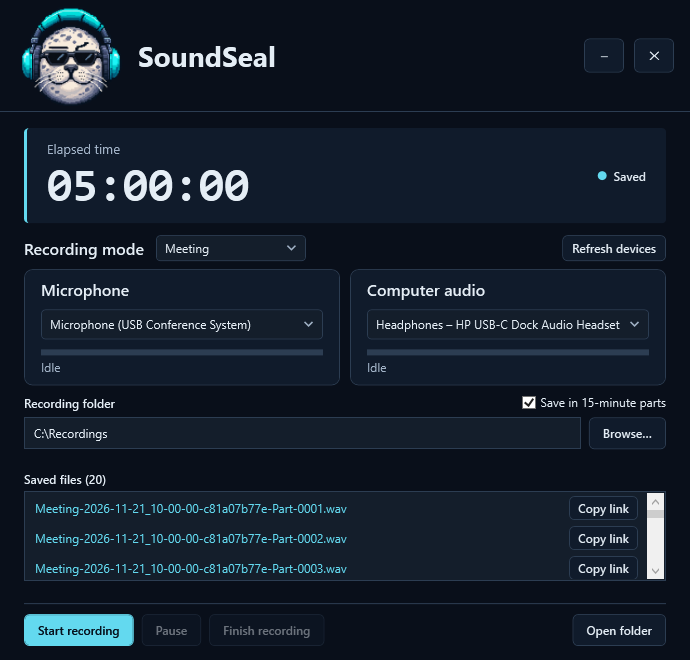 SoundSeal
Elapsed time
05:00:00
Saved
Recording mode
Meeting
Refresh devices
Microphone
Microphone (USB Conference System)
Idle
Computer audio
Headphones – HP USB-C Dock Audio Headset
Idle
Recording folder
Save in 15-minute parts
C:\Recordings
Browse...
Saved files (20)
Meeting-2026-11-21_10-00-00-c81a07b77e-Part-0001.wav
Copy link
Meeting-2026-11-21_10-00-00-c81a07b77e-Part-0002.wav
Copy link
Meeting-2026-11-21_10-00-00-c81a07b77e-Part-0003.wav
Copy link
Start recording
Pause
Finish recording
Open folder